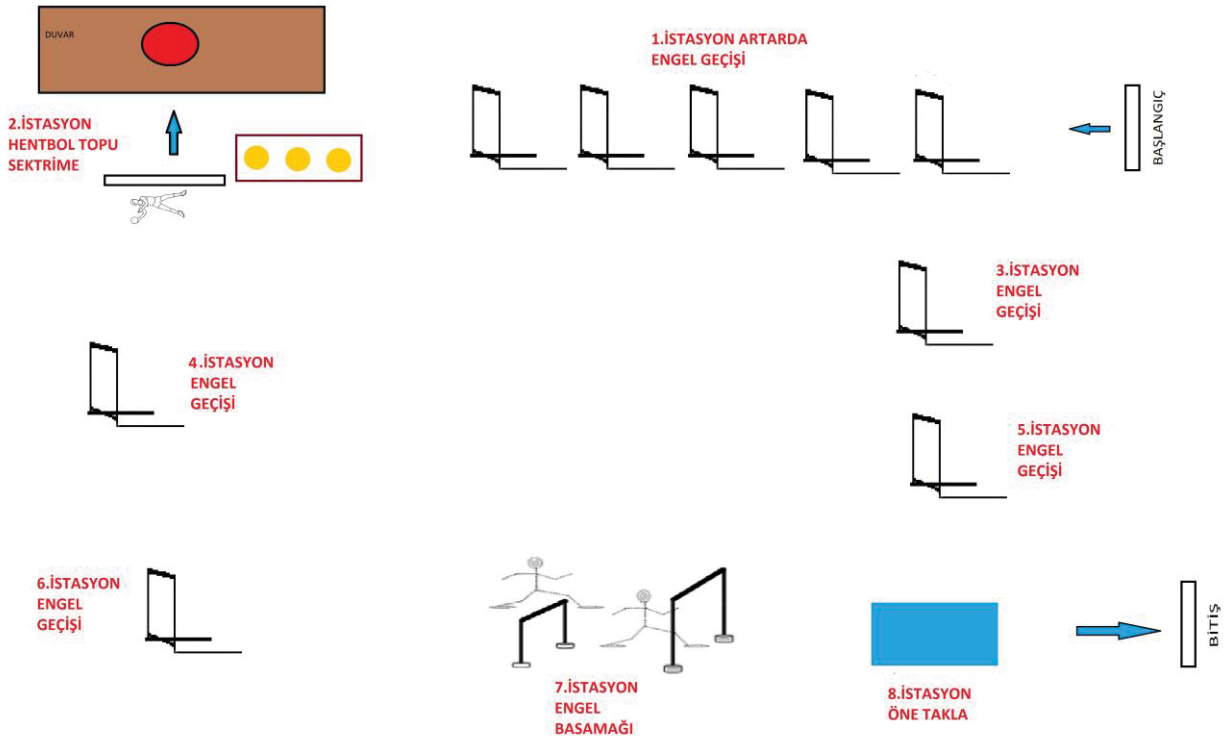 DUVAR
1.İSTASYON ARTARDA
ENGEL GEÇİŞİ
BAŞLANGIÇ
2.İSTASYON
HENTBOL TOPU
SEKTRİME
3.İSTASYON
ENGEL
GEÇİŞİ
4.İSTASYON
ENGEL
GEÇİŞİ
5.İSTASYON
ENGEL
GEÇİŞİ
6.İSTASYON
ENGEL
GEÇİŞİ
7.İSTASYON
ENGEL
BASAMAĞI
8.İSTASYON
ÖNE TAKLA
BİTİŞ